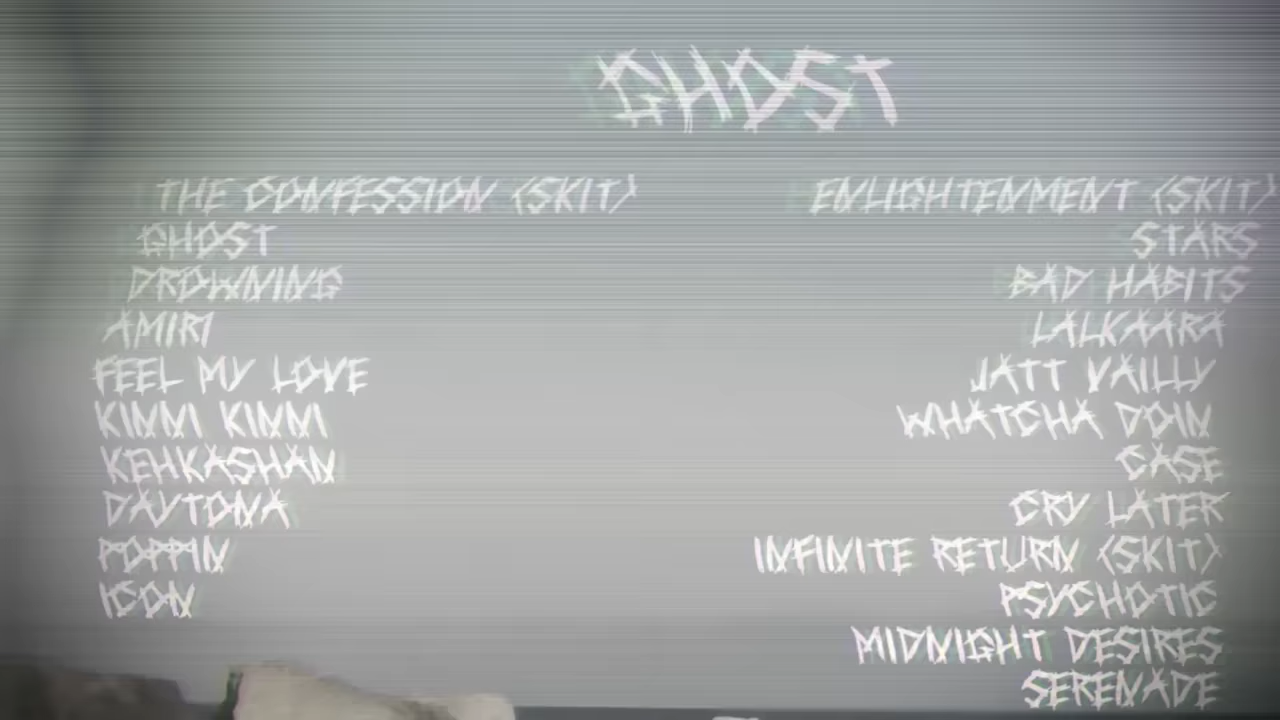 GHOST
THE CONFESSION (SKIT)
GHOST
DROWNING
AMIRI
FEEL MY LOVE
KINNI KINNI
KEHKASHAN
DAYTONA
POPPIN
ICON
ENLIGHTENMENT (SKIT)
STARS
BAD HABITS
LALKAARA
JATT VAILLY
WHATCHA DOIN
CASE
CRY LATER
INFINITE RETURN (SKIT)
PSYCHOTIC
MIDNIGHT DESIRES
SERENADE